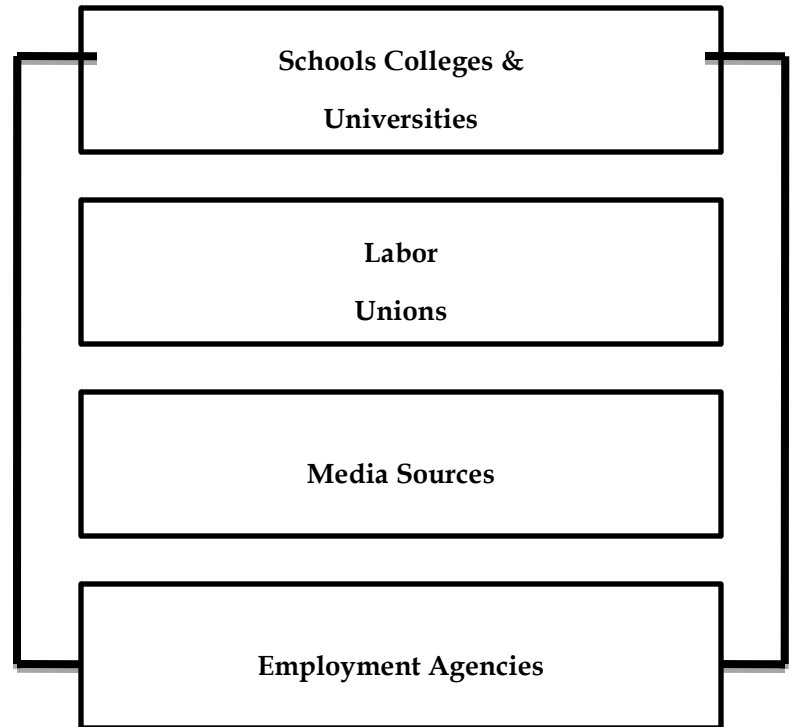 Schools Colleges &
Universities
Labor
Unions
Media Sources
Employment Agencies